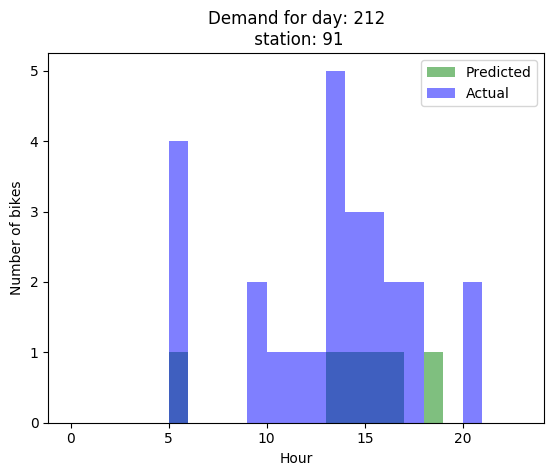 Demand for day: 212
station: 91
Predicted
Actual
Number of bikes
5
4
3
2
1
0
0 5 10 15 20
Hour